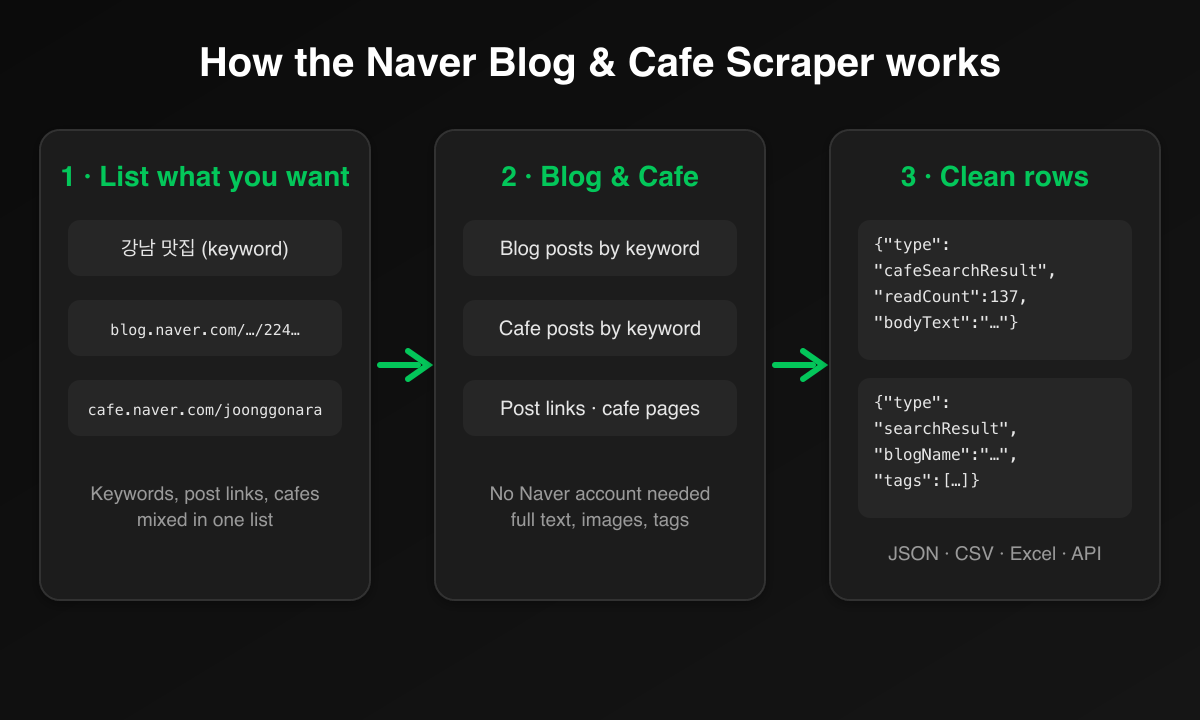 How the Naver Blog & Cafe Scraper works
1 · List what you want
강남 맛집 (keyword)
blog.naver.com/…/224…
cafe.naver.com/joonggonara
Keywords, post links, cafes
mixed in one list
2 · Blog & Cafe
Blog posts by keyword
Cafe posts by keyword
Post links · cafe pages
No Naver account needed
full text, images, tags
3 · Clean rows
{"type":
"cafeSearchResult",
"readCount":137,
"bodyText":"…"}
{"type":
"searchResult",
"blogName":"…",
"tags":[…]}
JSON · CSV · Excel · API